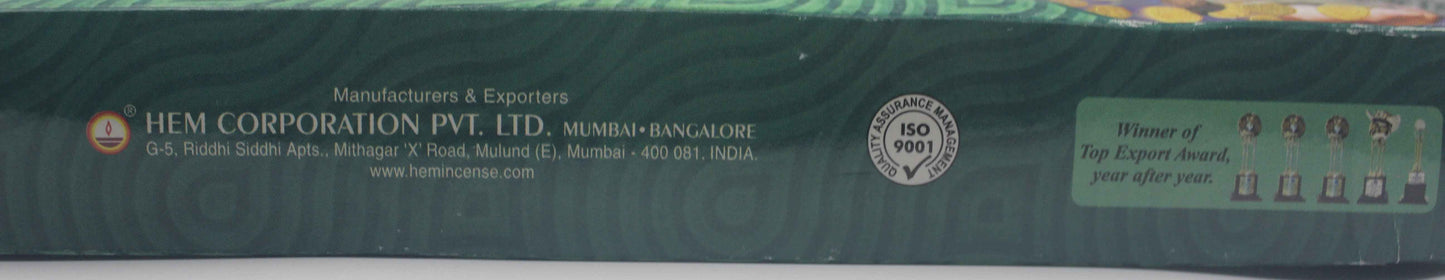 Manufacturers & Exporters
®
HEM CORPORATION PVT. LTD. MUMBAI • BANGALORE
G-5, Riddhi Siddhi Apts., Mithagar 'X' Road, Mulund (E), Mumbai - 400 081. INDIA.
www.hemincense.com
QUALITY ASSURANCE MANAGEMENT
ISO
9001
Winner of
Top Export Award,
year after year.